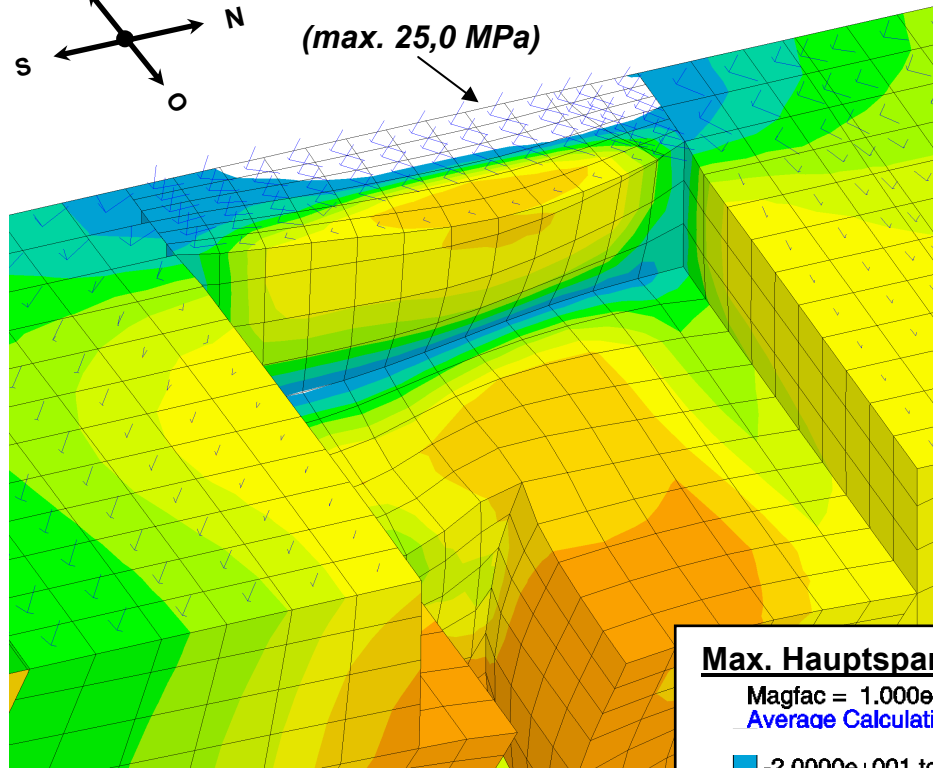 N
(max. 25,0 MPa)
S
O
Max. Hauptspan
Magfac = 1.000e
Average Calculati
-2.0000e+001 to